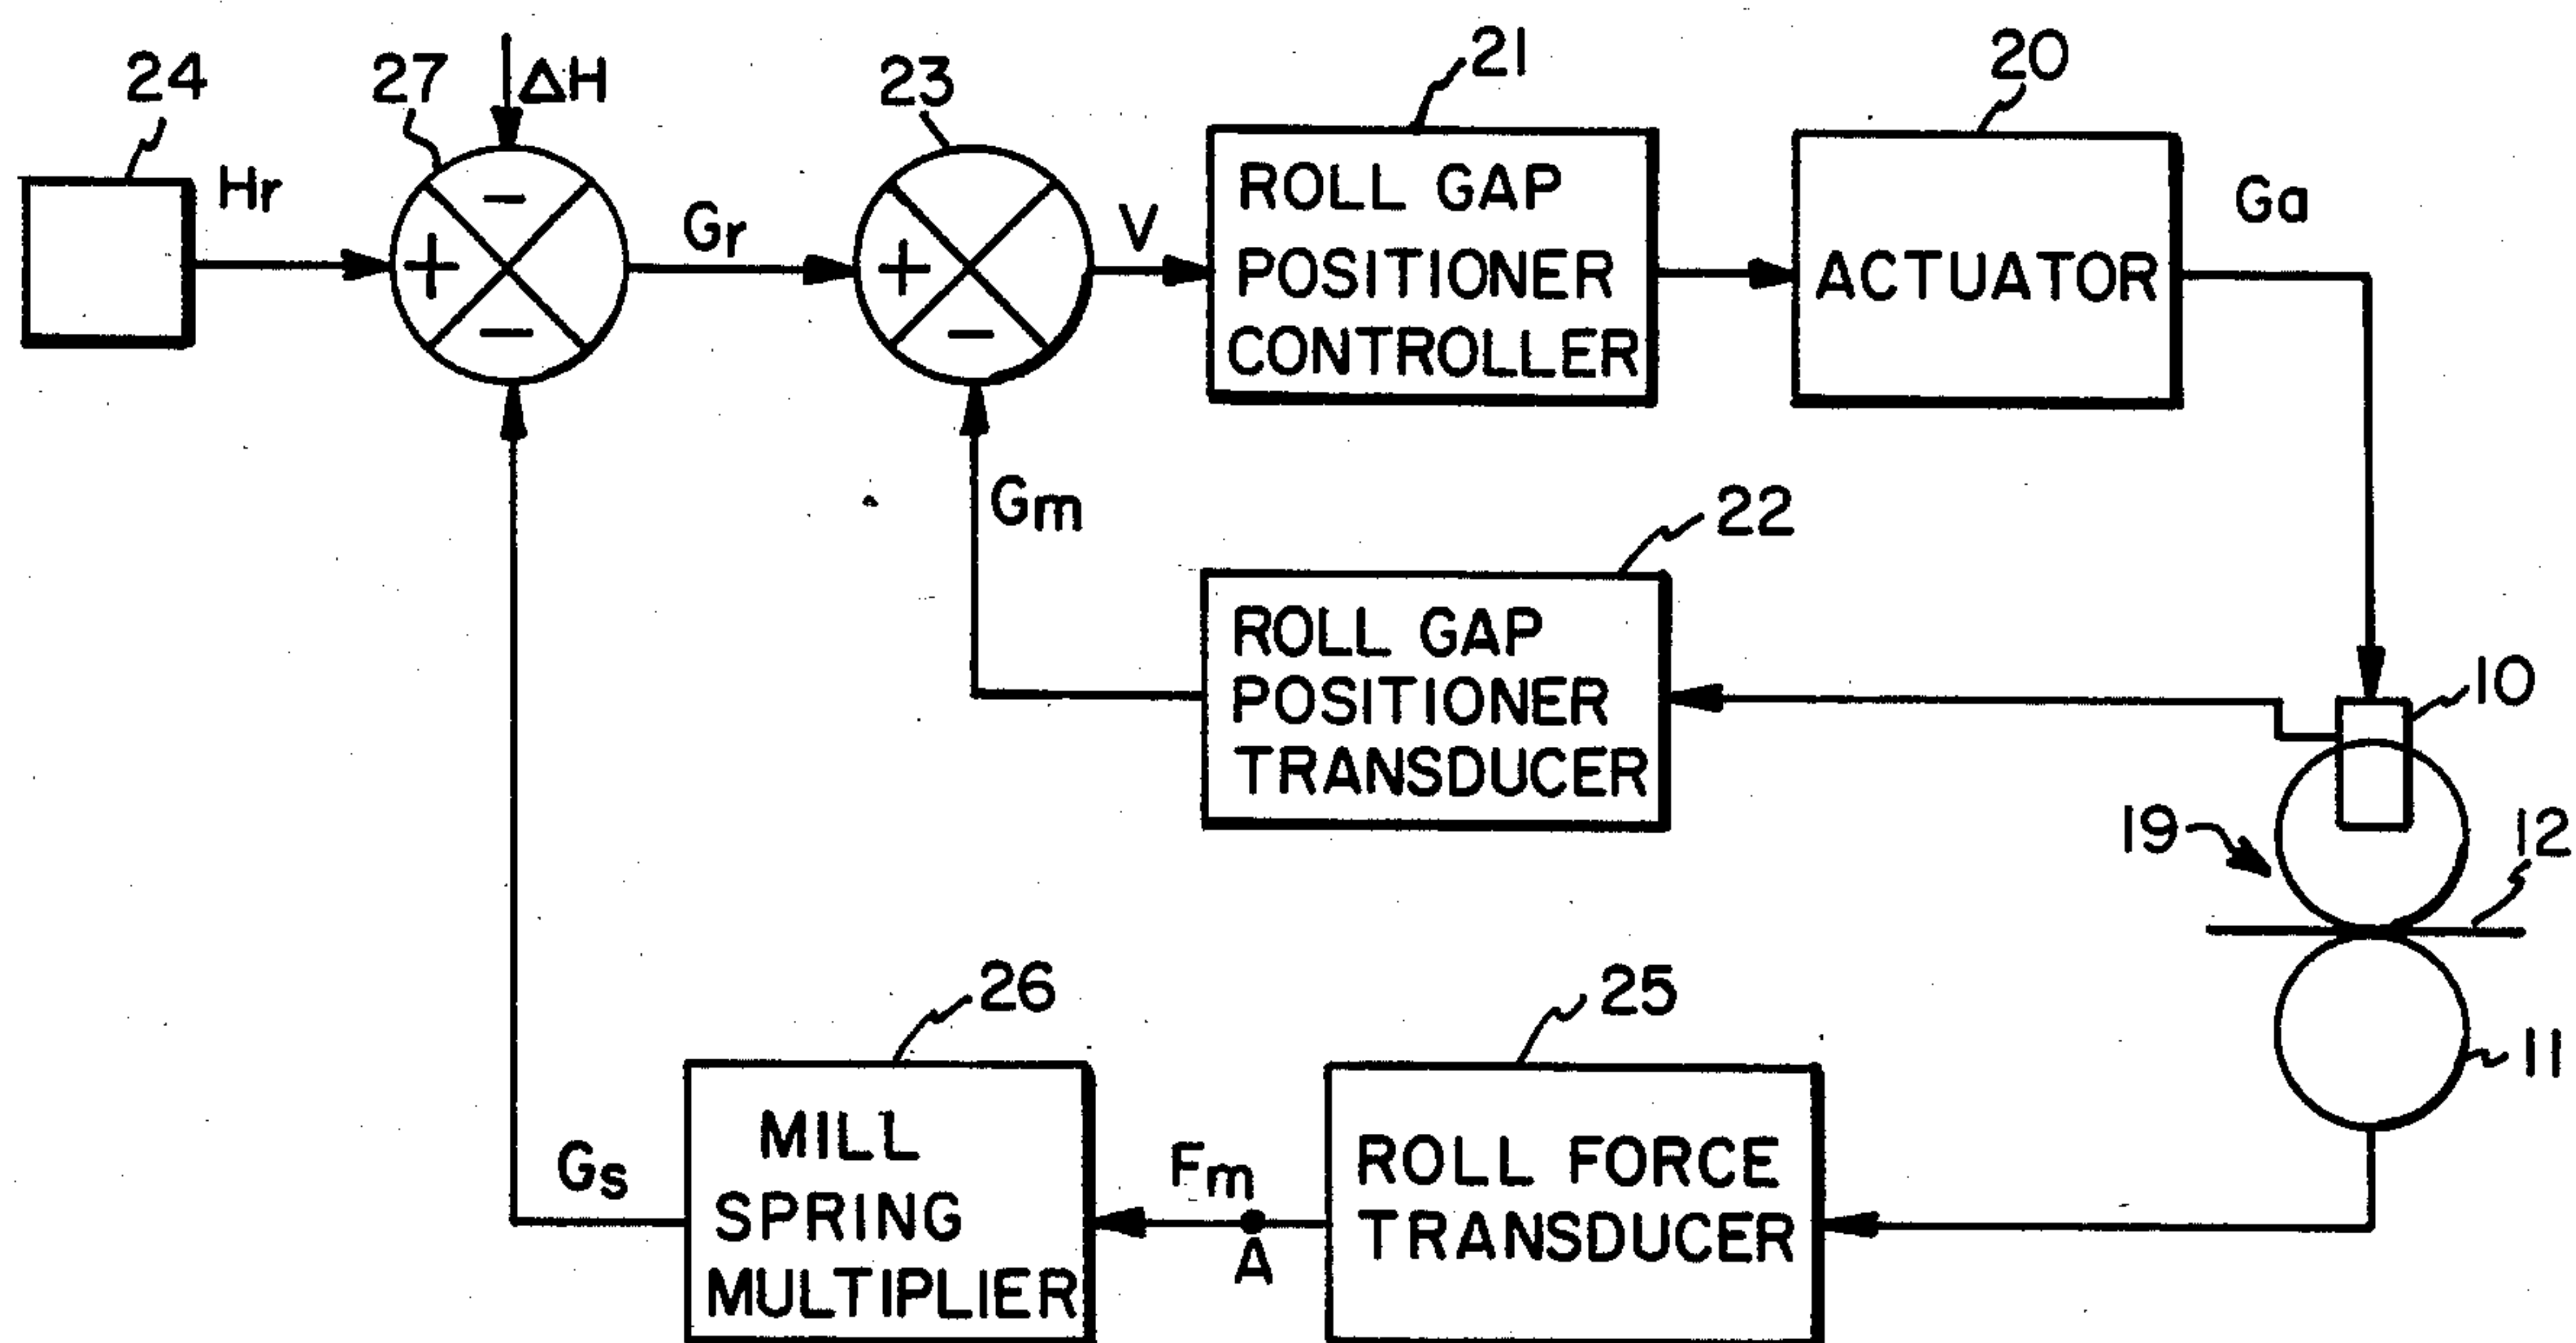 24
Hr
27
ΔH
+
−
−
Gr
23
+
−
V
21
ROLL GAP
POSITIONER
CONTROLLER
20
ACTUATOR
Ga
Gm
22
ROLL GAP
POSITIONER
TRANSDUCER
10
19
12
11
26
MILL
SPRING
MULTIPLIER
Gs
Fm
A
25
ROLL FORCE
TRANSDUCER